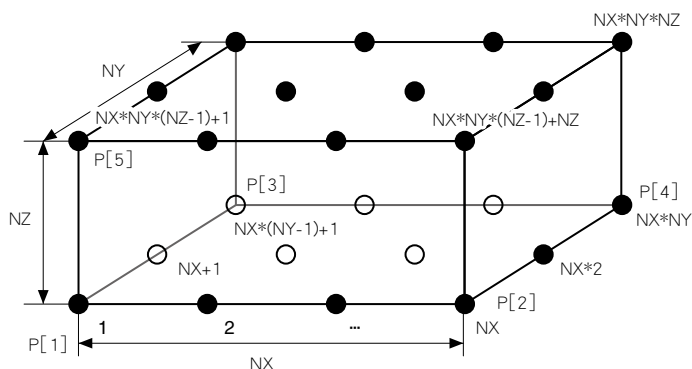 NX*NY*NZ
NY
NX*NY*(NZ-1)+1
NX*NY*(NZ-1)+NZ
P[5]
P[3]
P[4]
NZ
NX*(NY-1)+1
NX*NY
NX+1
NX*2
P[2]
P[1]
1
2
...
NX
NX